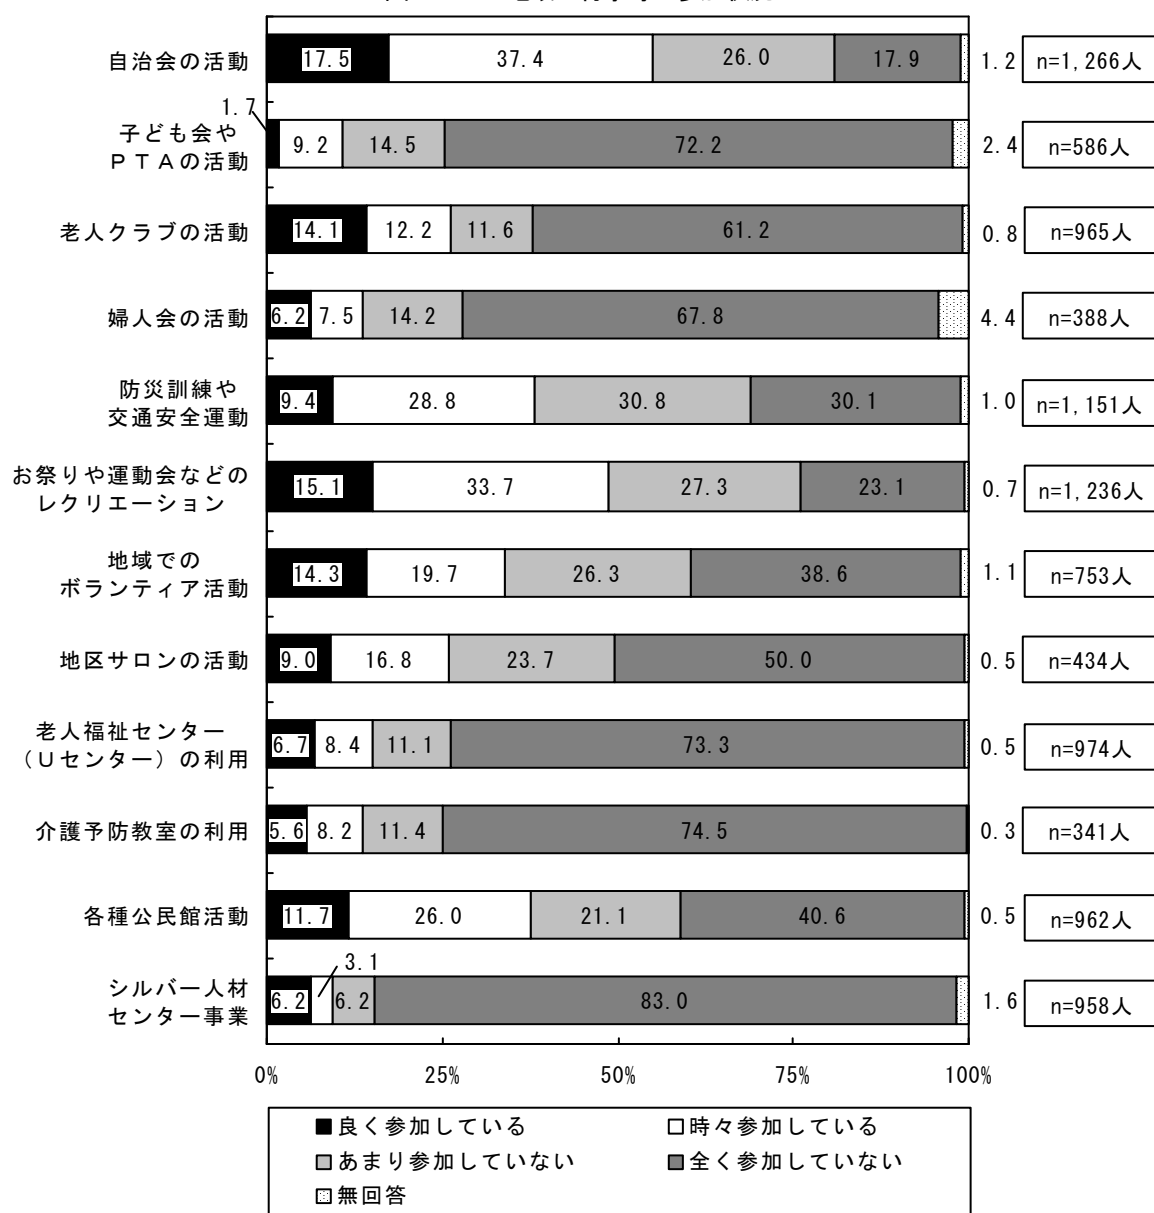 自治会の活動 17.5 37.4 26.0 17.9 1.2 n=1,266人
1.7
子ども会や
ＰＴＡの活動 9.2 14.5 72.2 2.4 n=586人
老人クラブの活動 14.1 12.2 11.6 61.2 0.8 n=965人
婦人会の活動 6.2 7.5 14.2 67.8 4.4 n=388人
防災訓練や
交通安全運動 9.4 28.8 30.8 30.1 1.0 n=1,151人
お祭りや運動会などの
レクリエーション 15.1 33.7 27.3 23.1 0.7 n=1,236人
地域での
ボランティア活動 14.3 19.7 26.3 38.6 1.1 n=753人
地区サロンの活動 9.0 16.8 23.7 50.0 0.5 n=434人
老人福祉センター
（Ｕセンター）の利用 6.7 8.4 11.1 73.3 0.5 n=974人
介護予防教室の利用 5.6 8.2 11.4 74.5 0.3 n=341人
各種公民館活動 11.7 26.0 21.1 40.6 0.5 n=962人
3.1
シルバー人材
センター事業 6.2 6.2 83.0 1.6 n=958人
0% 25% 50% 75% 100%
良く参加している 時々参加している
あまり参加していない 全く参加していない
無回答